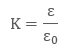 K = ε/ε₀